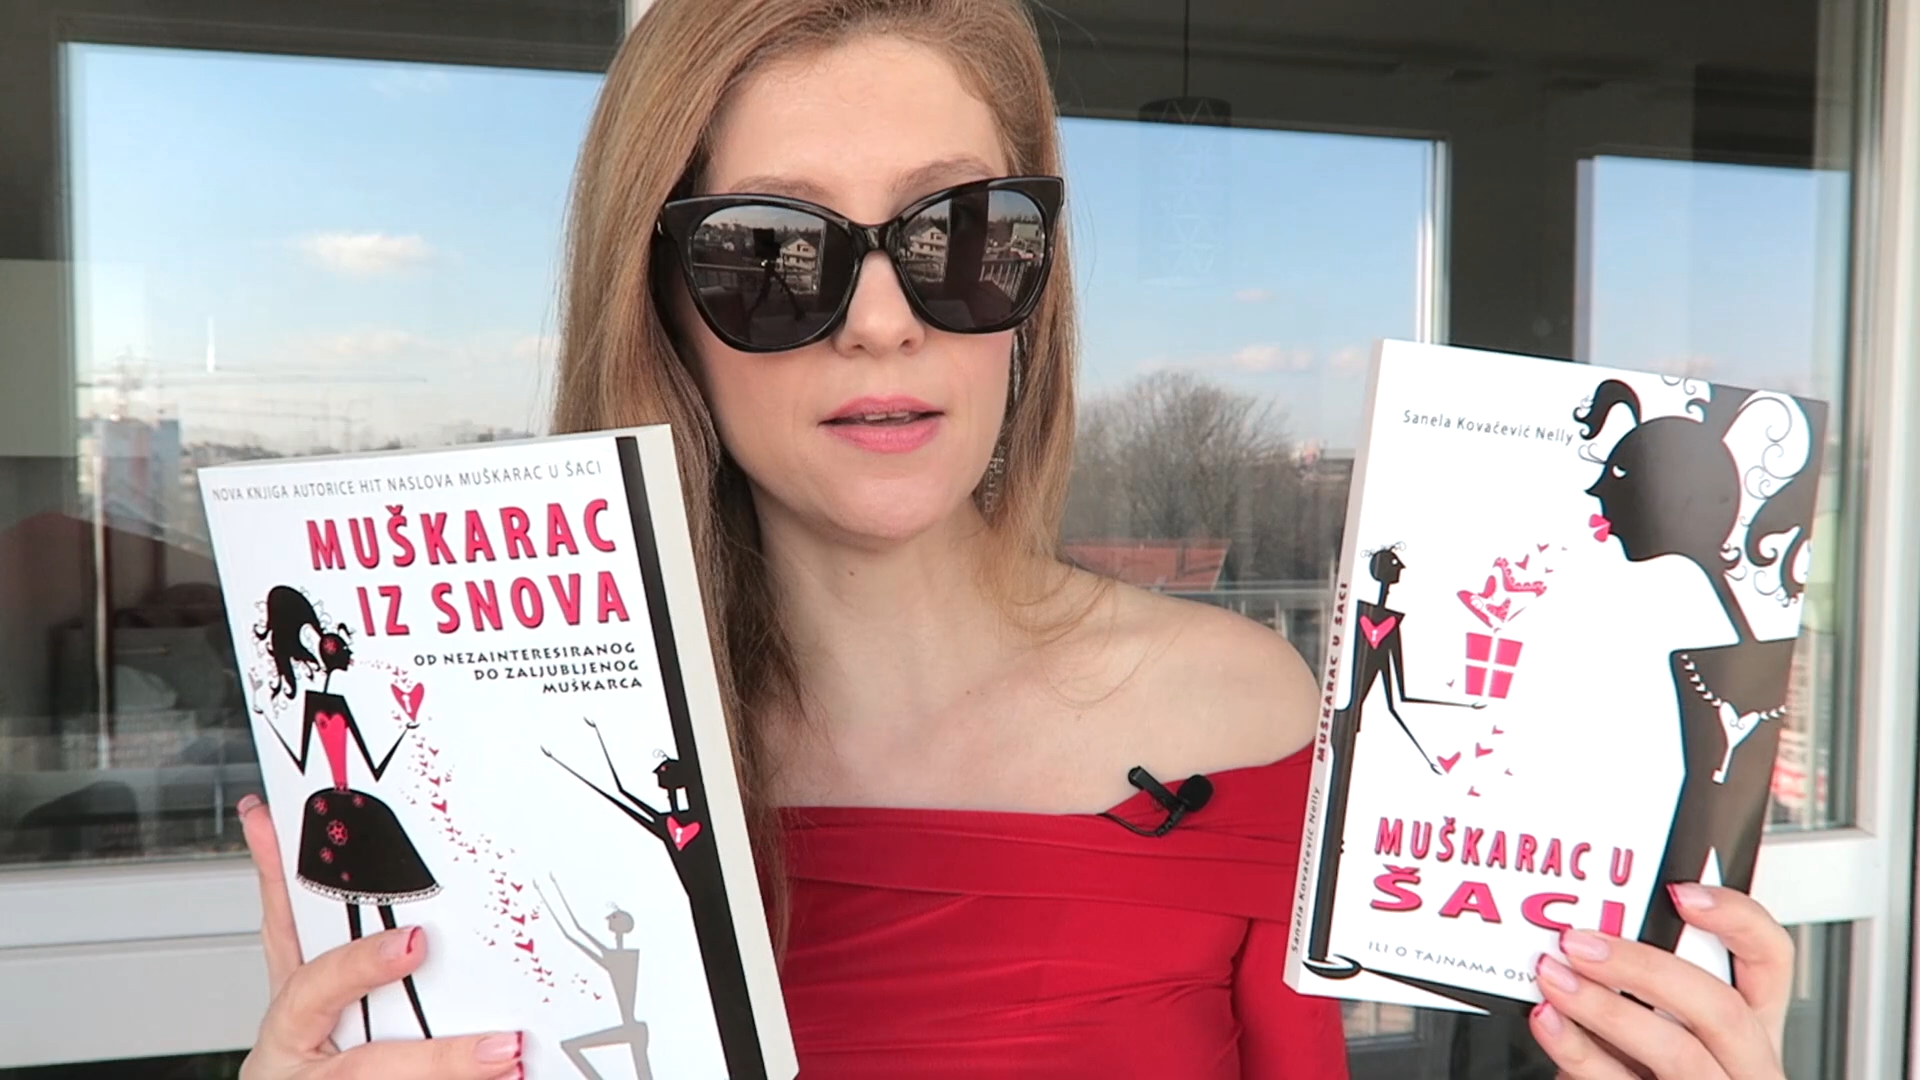 NOVA KNJIGA AUTORICE HIT NASLOVA MUŠKARAC U ŠACI
MUŠKARAC
IZ SNOVA
OD NEZAINTERESIRANOG
DO ZALJUBLJENOG
MUŠKARCA
Sanela Kovačević Nelly
MUŠKARAC U
ŠACI
ILI O TAJNAMA
Sanela Kovačević Nelly MUŠKARAC U ŠACI